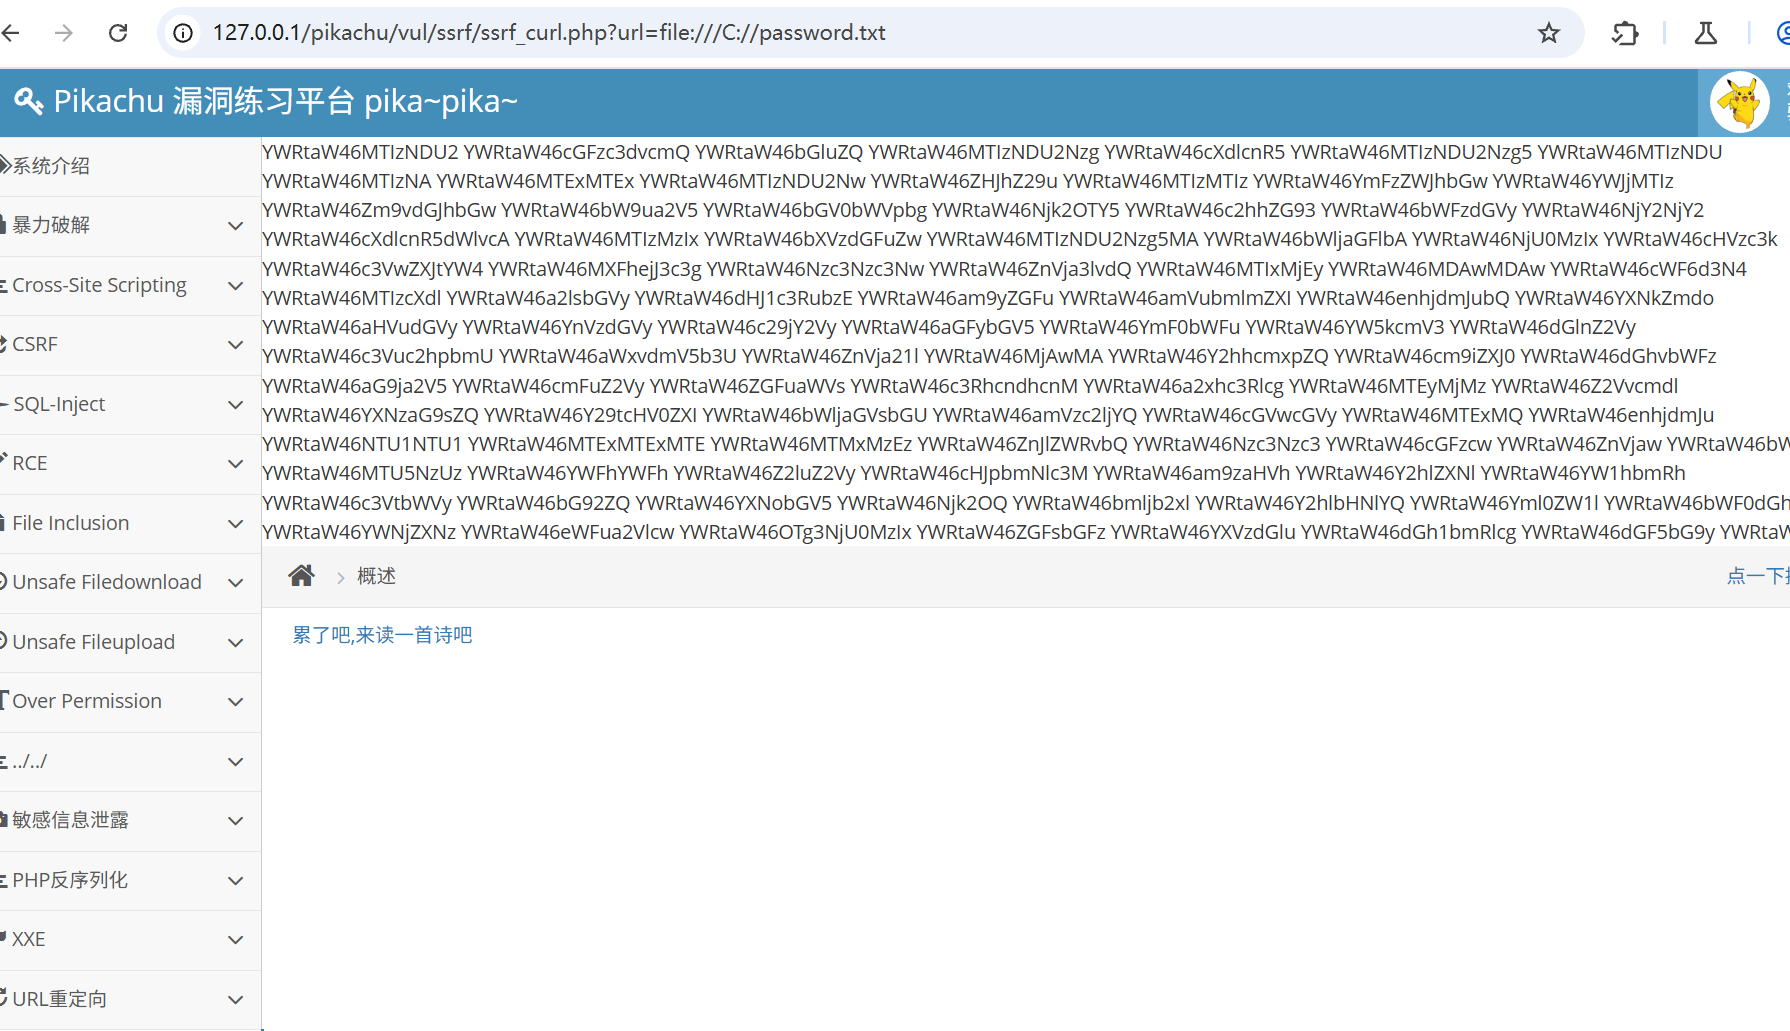 127.0.0.1/pikachu/vul/ssrf/ssrf_curl.php?url=file:///C://password.txt
Pikachu 漏洞练习平台 pika~pika~
系统介绍
暴力破解
Cross-Site Scripting
CSRF
SQL-Inject
RCE
File Inclusion
Unsafe Filedownload
Unsafe Fileupload
Over Permission
../../
敏感信息泄露
PHP反序列化
XXE
URL重定向
YWRtaW46MTIzNDU2 YWRtaW46cGFzc3dvcmQ YWRtaW46bGluZQ YWRtaW46MTIzNDU2Nzg YWRtaW46cXdlcnR5 YWRtaW46MTIzNDU2Nzg5 YWRtaW46MTIzNDU
YWRtaW46MTIzNA YWRtaW46MTExMTEx YWRtaW46MTIzNDU2Nw YWRtaW46ZHJhZ29u YWRtaW46MTIzMTIz YWRtaW46YmFzZWJhbGw YWRtaW46YWJjMTIz
YWRtaW46Zm9vdGJhbGw YWRtaW46bW9ua2V5 YWRtaW46bGV0bWVpbg YWRtaW46Njk2OTY5 YWRtaW46c2hhZG93 YWRtaW46bWFzdGVy YWRtaW46NjY2NjY2
YWRtaW46cXdlcnR5dWlvcA YWRtaW46MTIzMzIx YWRtaW46bXVzdGFuZw YWRtaW46MTIzNDU2Nzg5MA YWRtaW46bWljaGFlbA YWRtaW46NjU0MzIx YWRtaW46cHVzc3k
YWRtaW46c3VwZXJtYW4 YWRtaW46MXFhejJ3c3g YWRtaW46Nzc3Nzc3Nw YWRtaW46ZnVja3lvdQ YWRtaW46MTIxMjEy YWRtaW46MDAwMDAw YWRtaW46cWF6d3N4
YWRtaW46MTIzcXdl YWRtaW46a2lsbGVy YWRtaW46dHJ1c3RubzE YWRtaW46am9yZGFu YWRtaW46amVubmlmZXI YWRtaW46enhjdmJubQ YWRtaW46YXNkZmdo
YWRtaW46aHVudGVy YWRtaW46YnVzdGVy YWRtaW46c29jY2Vy YWRtaW46aGFybGV5 YWRtaW46YmF0bWFu YWRtaW46YW5kcmV3 YWRtaW46dGlnZ2Vy
YWRtaW46c3Vuc2hpbmU YWRtaW46aWxvdmV5b3U YWRtaW46ZnVja21l YWRtaW46MjAwMA YWRtaW46Y2hhcmxpZQ YWRtaW46cm9iZXJ0 YWRtaW46dGhvbWFz
YWRtaW46aG9ja2V5 YWRtaW46cmFuZ2Vy YWRtaW46ZGFuaWVs YWRtaW46c3RhcndhcnM YWRtaW46a2xhc3Rlcg YWRtaW46MTEyMjMz YWRtaW46Z2Vvcmdl
YWRtaW46YXNzaG9sZQ YWRtaW46Y29tcHV0ZXI YWRtaW46bWljaGVsbGU YWRtaW46amVzc2ljYQ YWRtaW46cGVwcGVy YWRtaW46MTExMQ YWRtaW46enhjdmJu
YWRtaW46NTU1NTU1 YWRtaW46MTExMTExMTE YWRtaW46MTMxMzEz YWRtaW46ZnJlZWRvbQ YWRtaW46Nzc3Nzc3 YWRtaW46cGFzcw YWRtaW46ZnVjaw
YWRtaW46MTU5NzUz YWRtaW46YWFhYWFh YWRtaW46Z2luZ2Vy YWRtaW46cHJpbmNlc3M YWRtaW46am9zaHVh YWRtaW46Y2hlZXNl YWRtaW46YW1hbmRh
YWRtaW46c3VtbWVy YWRtaW46bG92ZQ YWRtaW46YXNobGV5 YWRtaW46Njk2OQ YWRtaW46bmljb2xl YWRtaW46Y2hlbHNlYQ YWRtaW46Yml0ZW1l
YWRtaW46YWNjZXNz YWRtaW46eWFua2Vlcw YWRtaW46OTg3NjU0MzIx YWRtaW46ZGFsbGFz YWRtaW46YXVzdGlu YWRtaW46dGh1bmRlcg YWRtaW46dGF5bG9y
概述
点一下
累了吧,来读一首诗吧